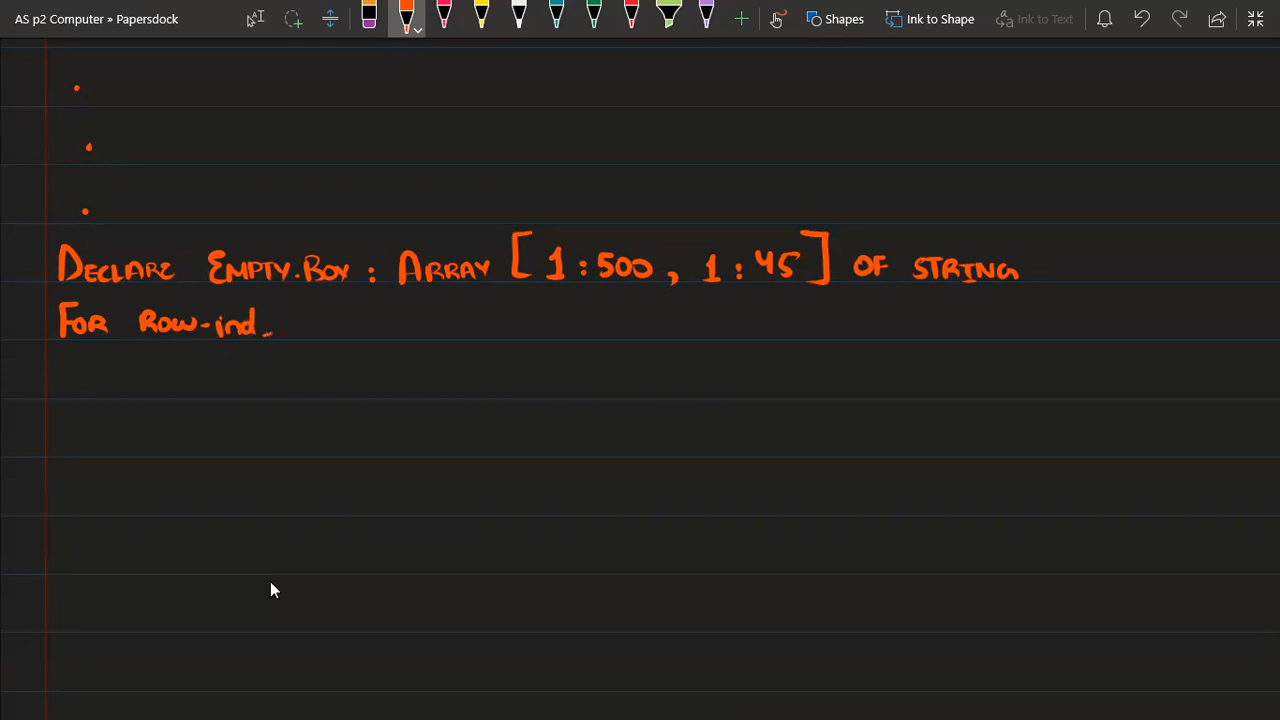 AS p2 Computer » Papersdock
Shapes
Ink to Shape
Ink to Text
DECLARE EMPTY.BOX : ARRAY [1:500, 1:45] OF STRING
FOR ROW-ind